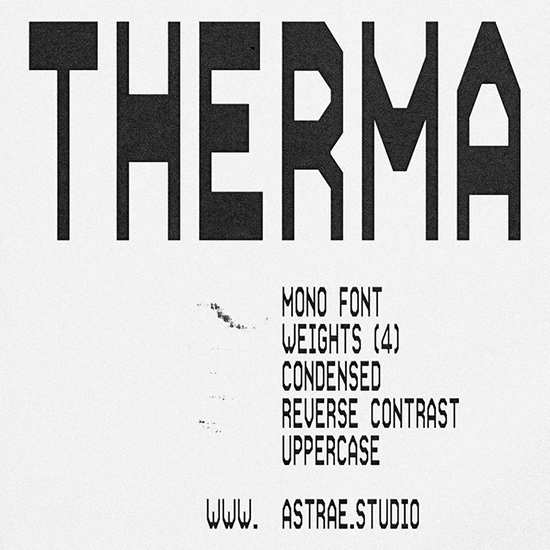 THERMA
MONO FONT
WEIGHTS (4)
CONDENSED
REVERSE CONTRAST
UPPERCASE
WWW. ASTRAE.STUDIO